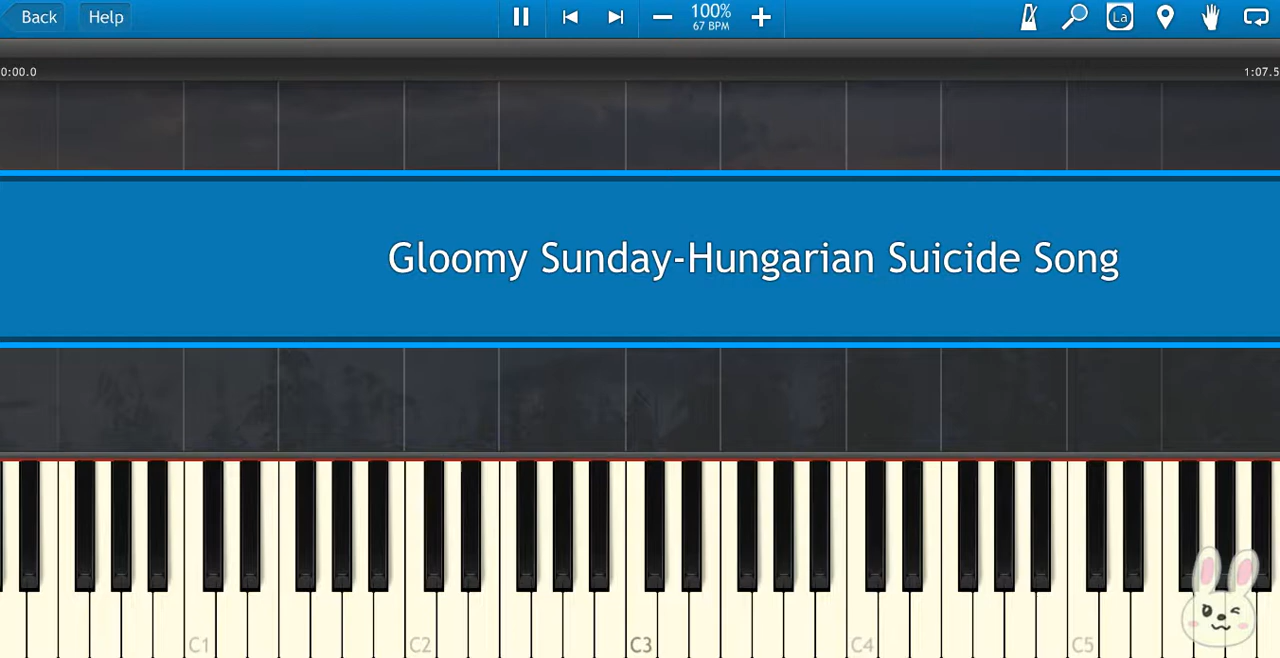 Back
Help
100%
67 BPM
La
0:00.0
1:07.5
Gloomy Sunday-Hungarian Suicide Song
C1
C2
C3
C4
C5